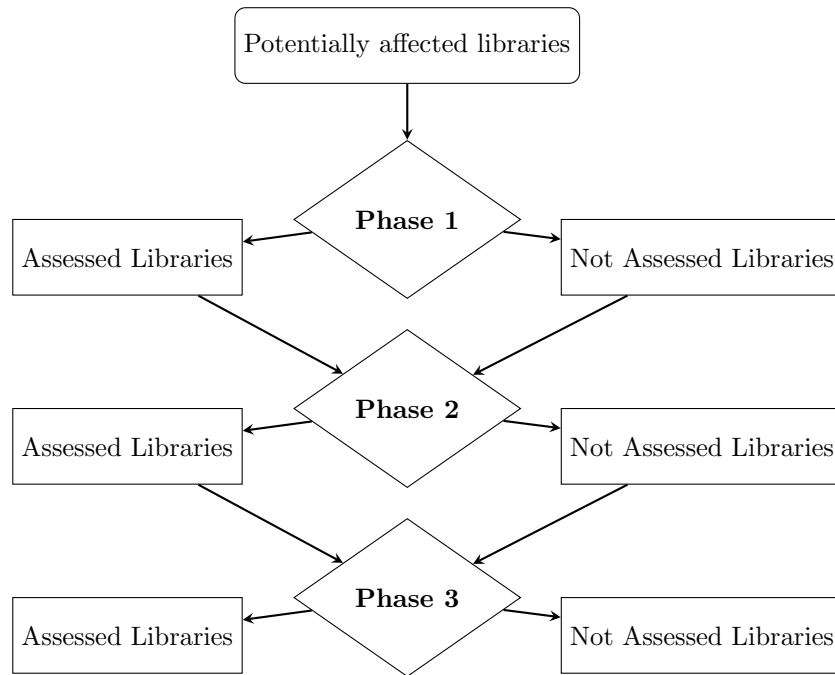 Potentially affected libraries
Phase 1
Assessed Libraries
Not Assessed Libraries
Phase 2
Assessed Libraries
Not Assessed Libraries
Phase 3
Assessed Libraries
Not Assessed Libraries